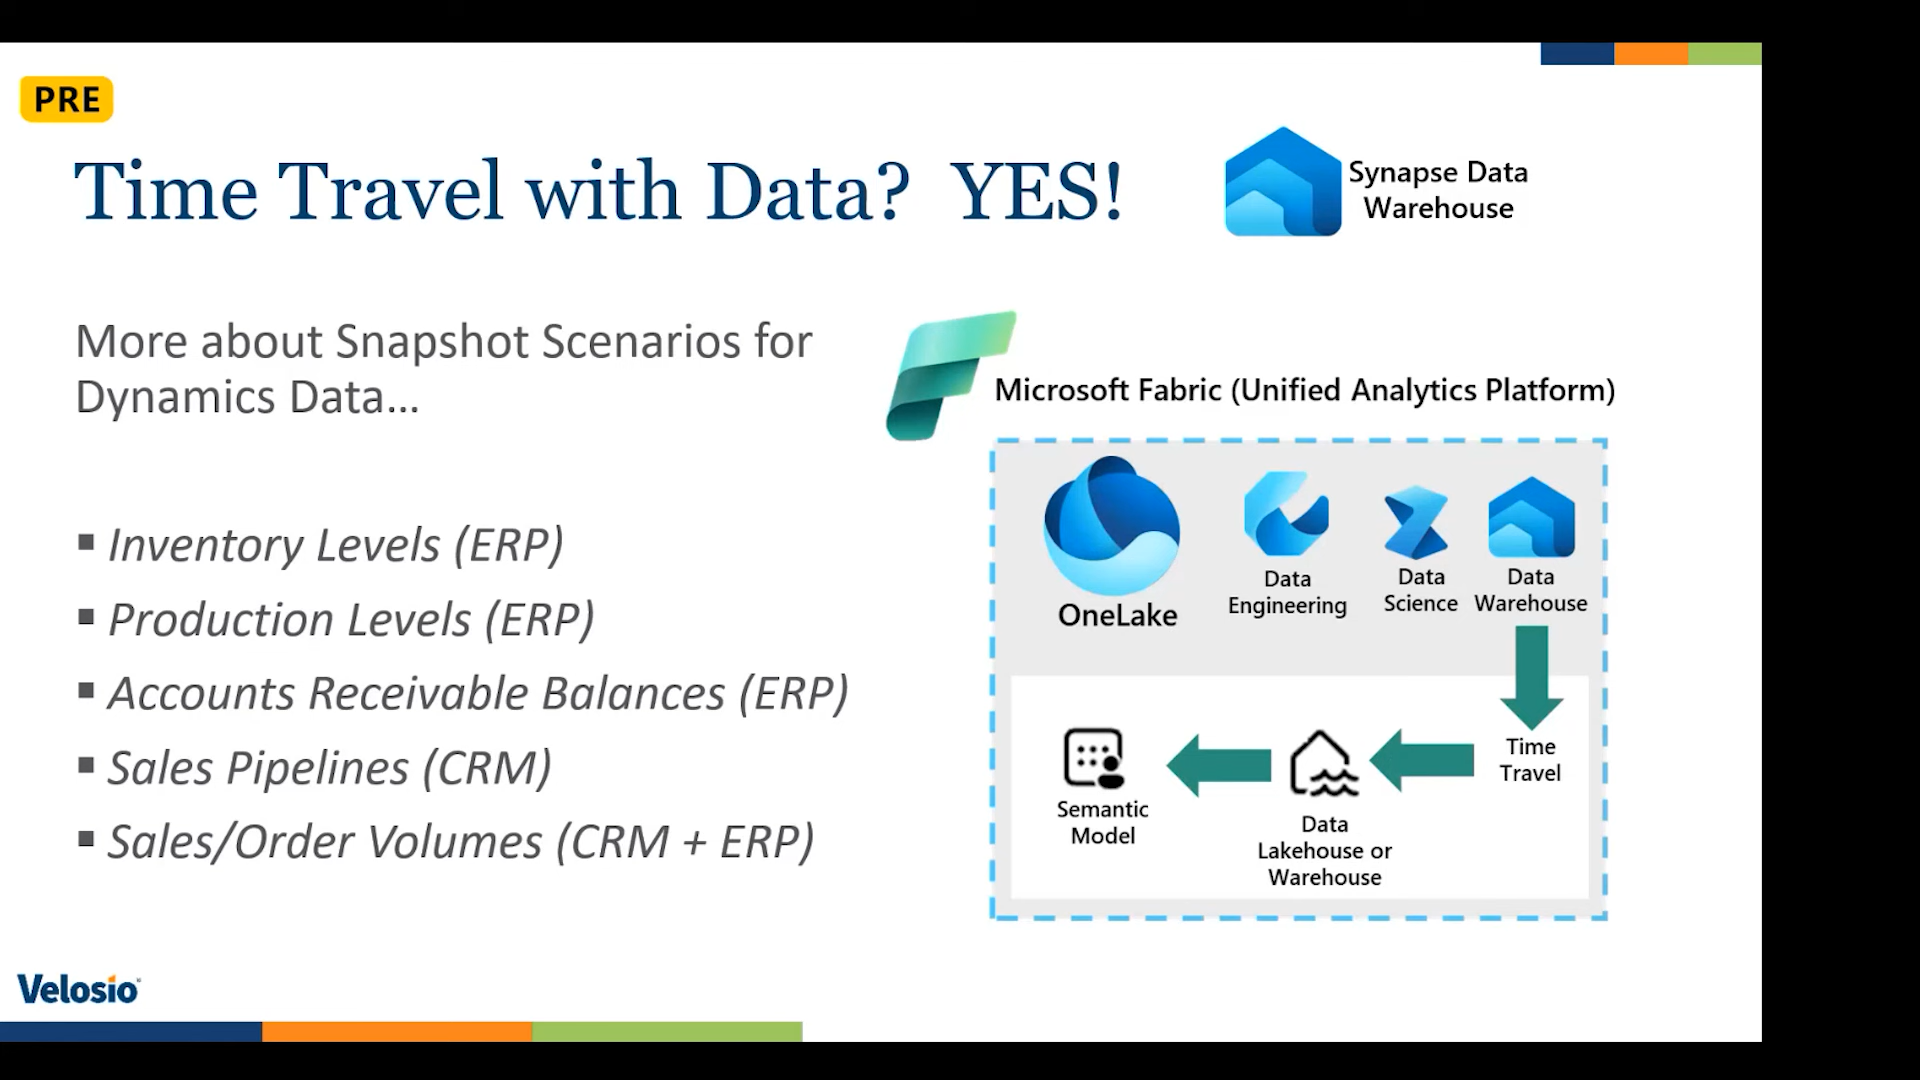 PRE
Time Travel with Data? YES!
Synapse Data
Warehouse
More about Snapshot Scenarios for
Dynamics Data...
▪ Inventory Levels (ERP)
▪ Production Levels (ERP)
▪ Accounts Receivable Balances (ERP)
▪ Sales Pipelines (CRM)
▪ Sales/Order Volumes (CRM + ERP)
Microsoft Fabric (Unified Analytics Platform)
OneLake
Data
Engineering
Data
Science
Data
Warehouse
Time
Travel
Data
Lakehouse or
Warehouse
Semantic
Model
Velosio